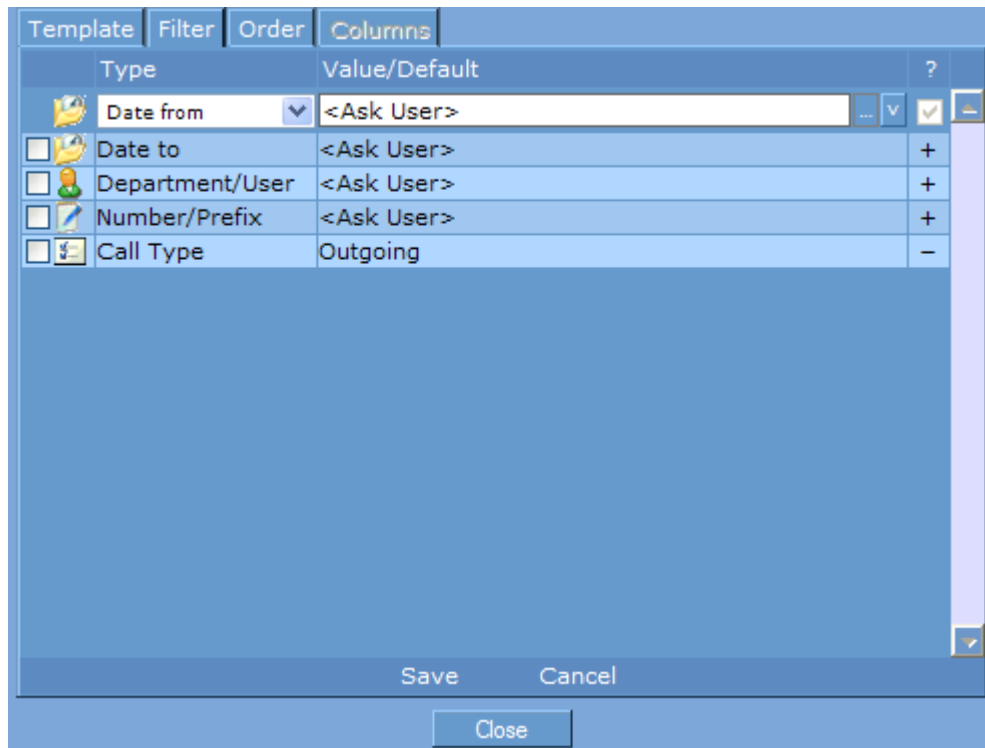 Template Filter Order Columns
Type Value/Default ?
Date from <Ask User> ... v
Date to <Ask User> +
Department/User <Ask User> +
Number/Prefix <Ask User> +
Call Type Outgoing −
Save Cancel
Close